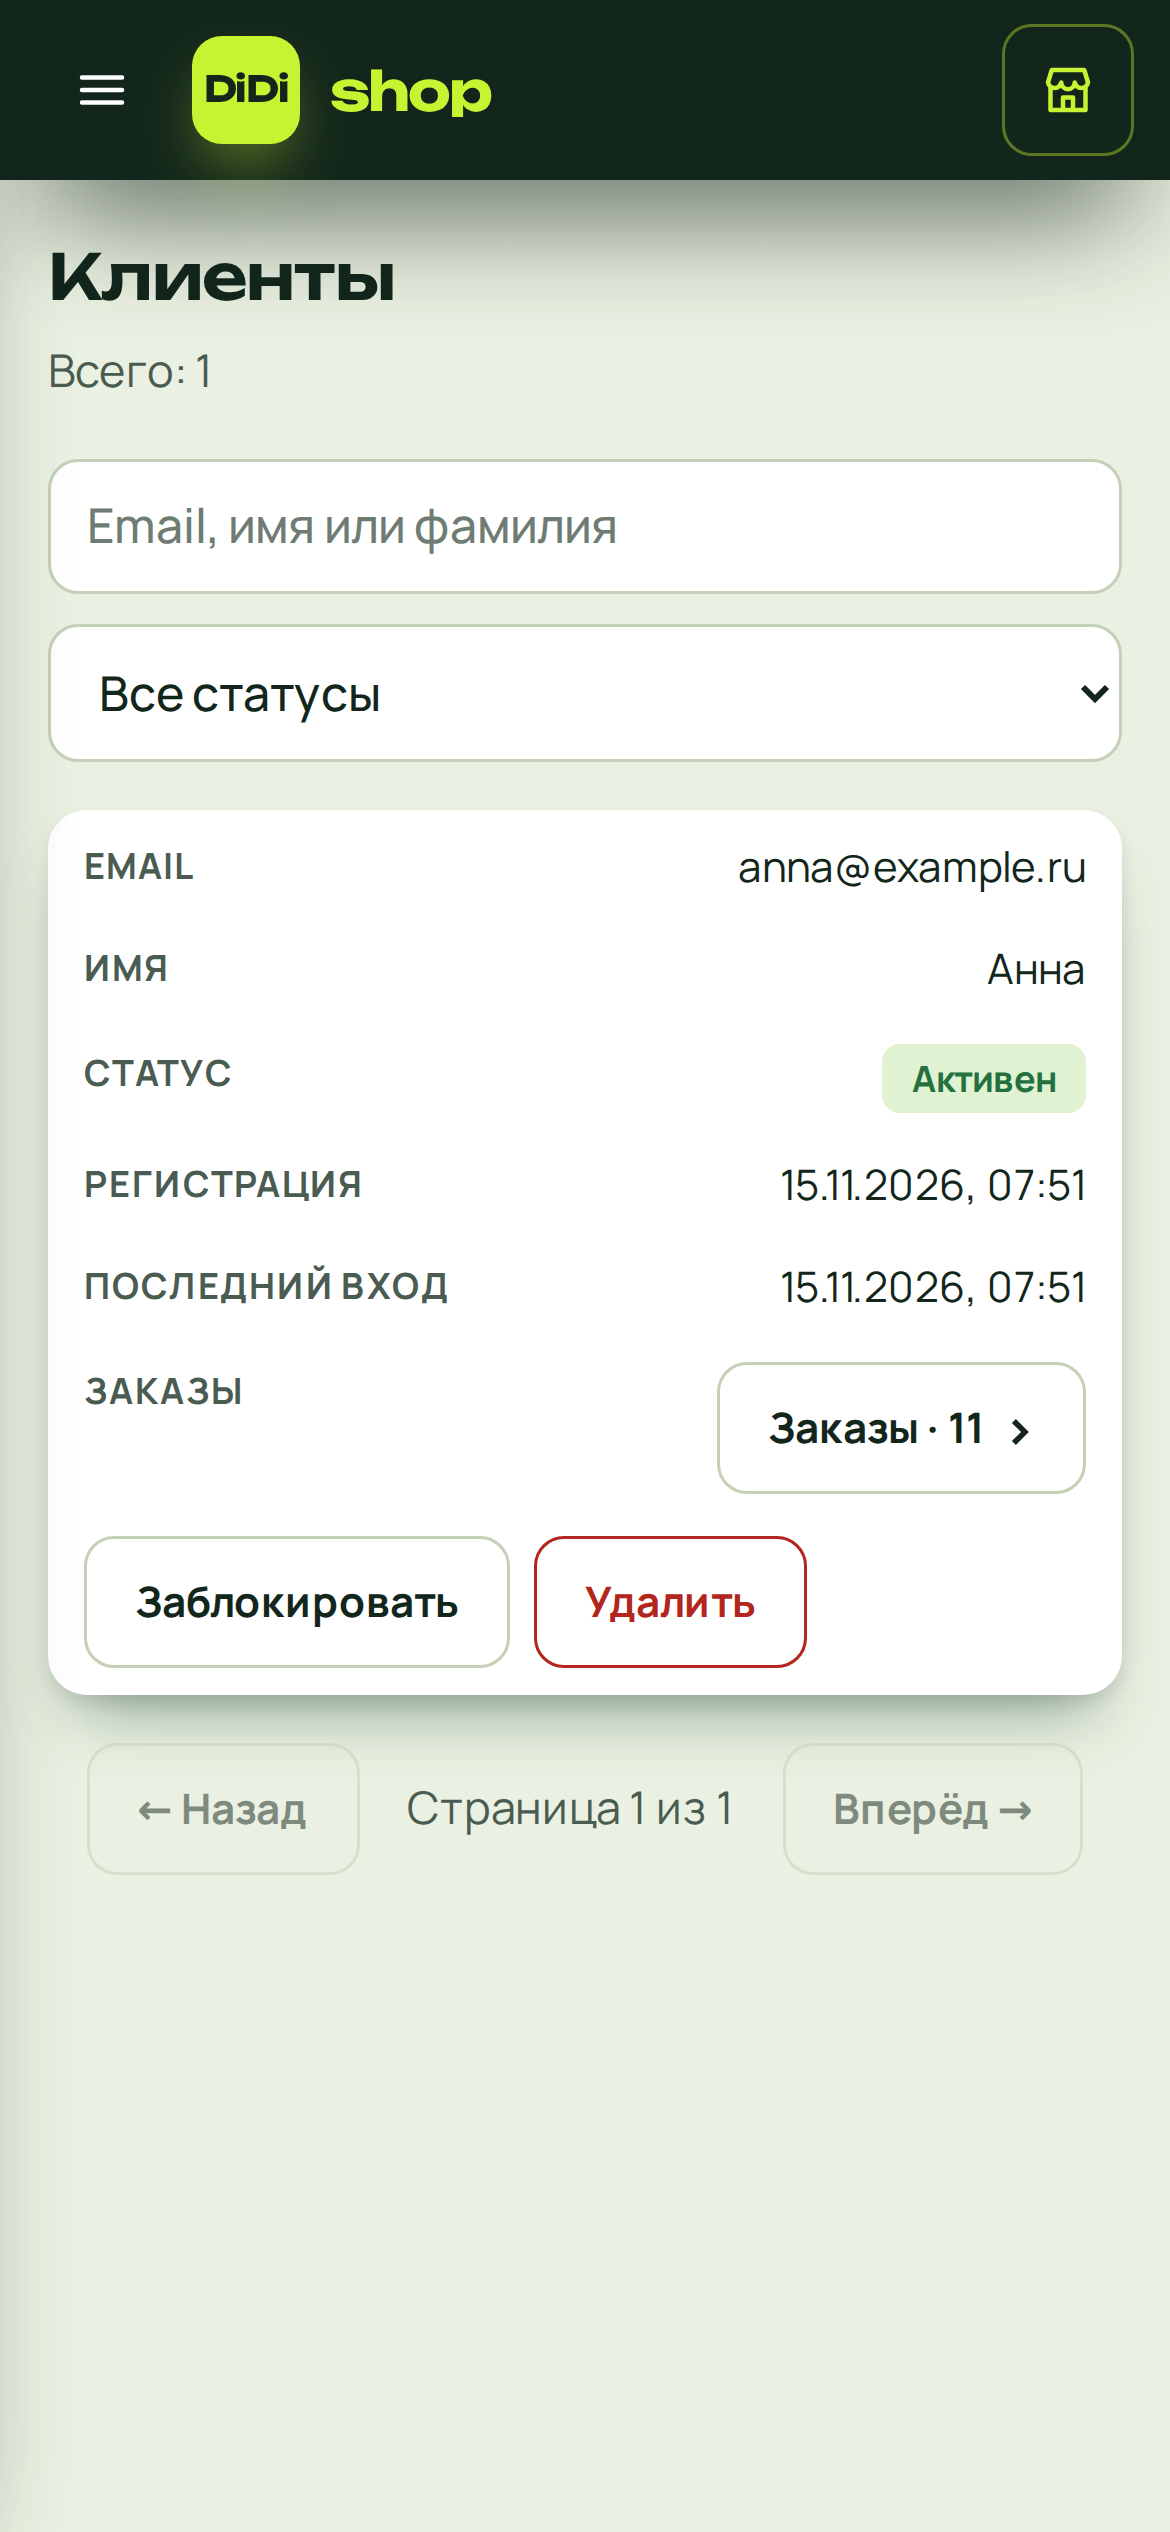 DiDi shop
Клиенты
Всего: 1
Email, имя или фамилия
Все статусы
EMAIL anna@example.ru
ИМЯ Анна
СТАТУС Активен
РЕГИСТРАЦИЯ 15.11.2026, 07:51
ПОСЛЕДНИЙ ВХОД 15.11.2026, 07:51
ЗАКАЗЫ Заказы · 11 ›
Заблокировать Удалить
← Назад Страница 1 из 1 Вперёд →